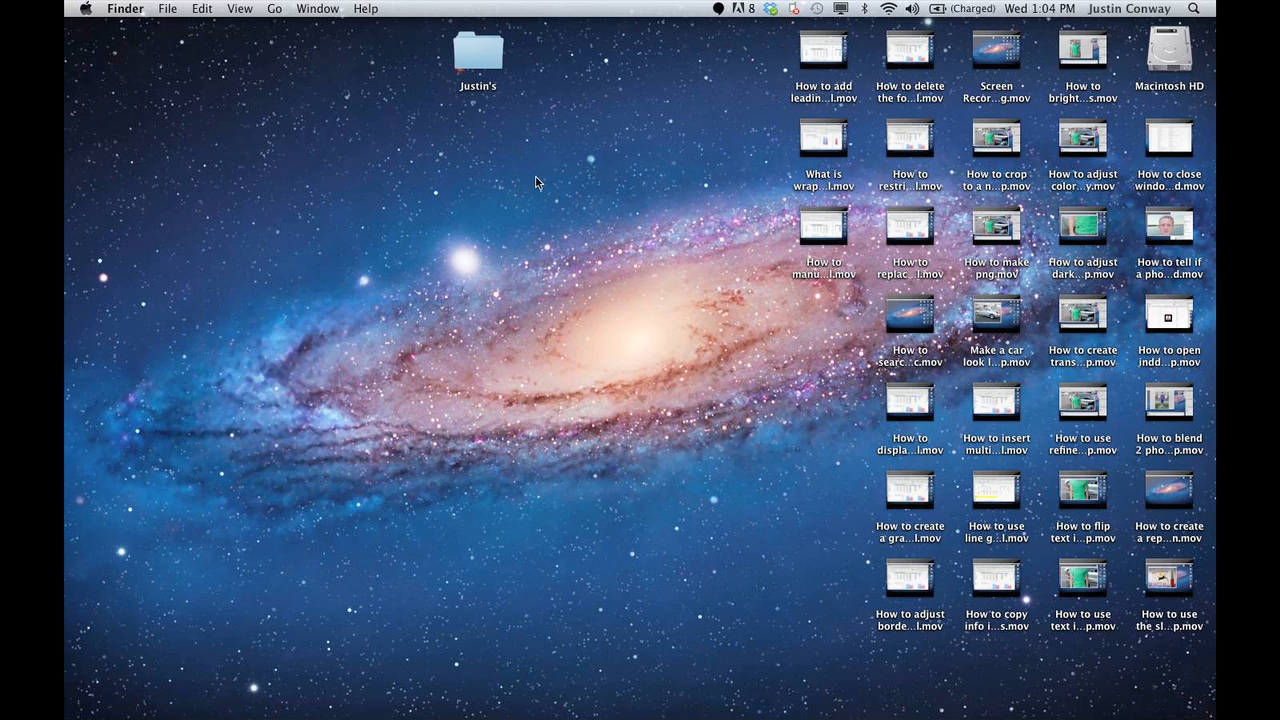 Finder File Edit View Go Window Help 8 (Charged) Wed 1:04 PM Justin Conway
Justin's
How to add
leadin...l.mov
How to delete
the fo...l.mov
Screen
Recor...g.mov
How to
bright...s.mov
Macintosh HD
What is
wrap...l.mov
How to
restri...l.mov
How to crop
to a n...p.mov
How to adjust
color...y.mov
How to close
windo...d.mov
How to
manu...l.mov
How to
replac...l.mov
How to make
png.mov
How to adjust
dark...p.mov
How to tell if
a pho...d.mov
How to
searc...c.mov
Make a car
look l...p.mov
How to create
trans...p.mov
How to open
indd...p.mov
How to
displa...l.mov
How to insert
multi...l.mov
How to use
refine...p.mov
How to blend
2 pho...p.mov
How to create
a gra...l.mov
How to use
line g...l.mov
How to flip
text i...p.mov
How to create
a rep...n.mov
How to adjust
borde...l.mov
How to copy
info i...s.mov
How to use
text i...p.mov
How to use
the sl...p.mov